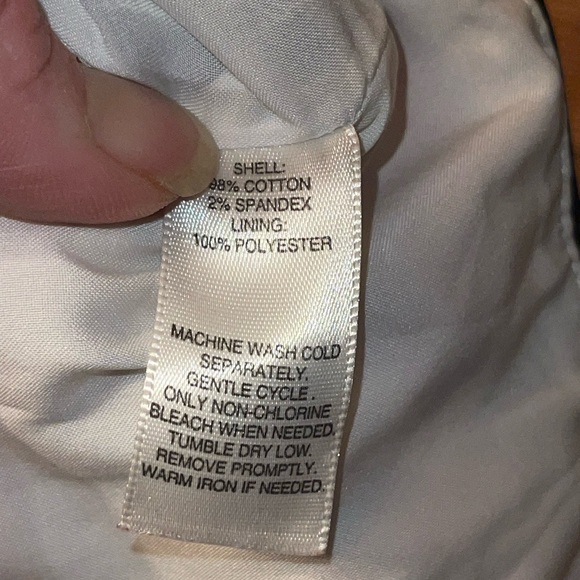 SHELL:
98% COTTON
2% SPANDEX
LINING:
100% POLYESTER
MACHINE WASH COLD
SEPARATELY.
GENTLE CYCLE.
ONLY NON-CHLORINE
BLEACH WHEN NEEDED.
TUMBLE DRY LOW.
REMOVE PROMPTLY.
WARM IRON IF NEEDED.